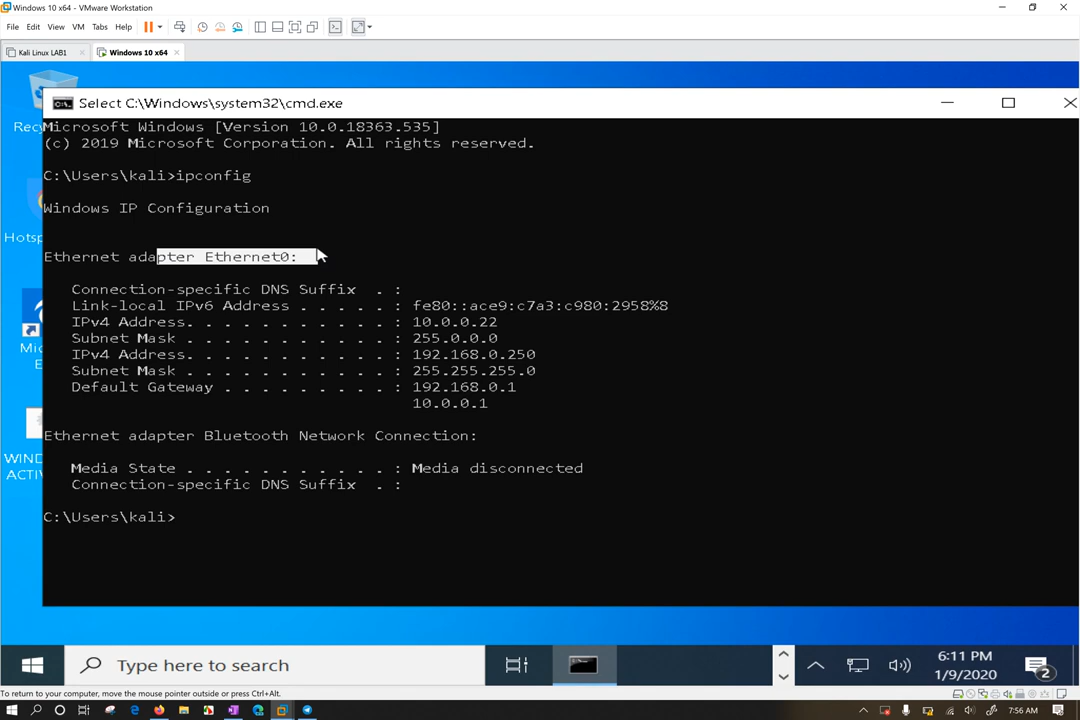 Windows 10 x64 - VMware Workstation
File Edit View VM Tabs Help
Kali Linux LAB1 Windows 10 x64
Select C:\Windows\system32\cmd.exe
Microsoft Windows [Version 10.0.18363.535]
(c) 2019 Microsoft Corporation. All rights reserved.
C:\Users\kali>ipconfig
Windows IP Configuration
Ethernet adapter Ethernet0:
Connection-specific DNS Suffix . :
Link-local IPv6 Address . . . . . : fe80::ace9:c7a3:c980:2958%8
IPv4 Address. . . . . . . . . . . : 10.0.0.22
Subnet Mask . . . . . . . . . . . : 255.0.0.0
IPv4 Address. . . . . . . . . . . : 192.168.0.250
Subnet Mask . . . . . . . . . . . : 255.255.255.0
Default Gateway . . . . . . . . . : 192.168.0.1
10.0.0.1
Ethernet adapter Bluetooth Network Connection:
Media State . . . . . . . . . . . : Media disconnected
Connection-specific DNS Suffix . :
C:\Users\kali>
Recy
Hotsp
Mic
E
WIND
ACTIV
Type here to search
6:11 PM
1/9/2020
2
To return to your computer, move the mouse pointer outside or press Ctrl+Alt.
7:56 AM